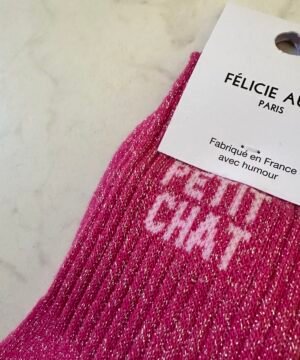 FÉLICIE AU
PARIS
Fabriqué en France
avec humour
PETIT
CHAT